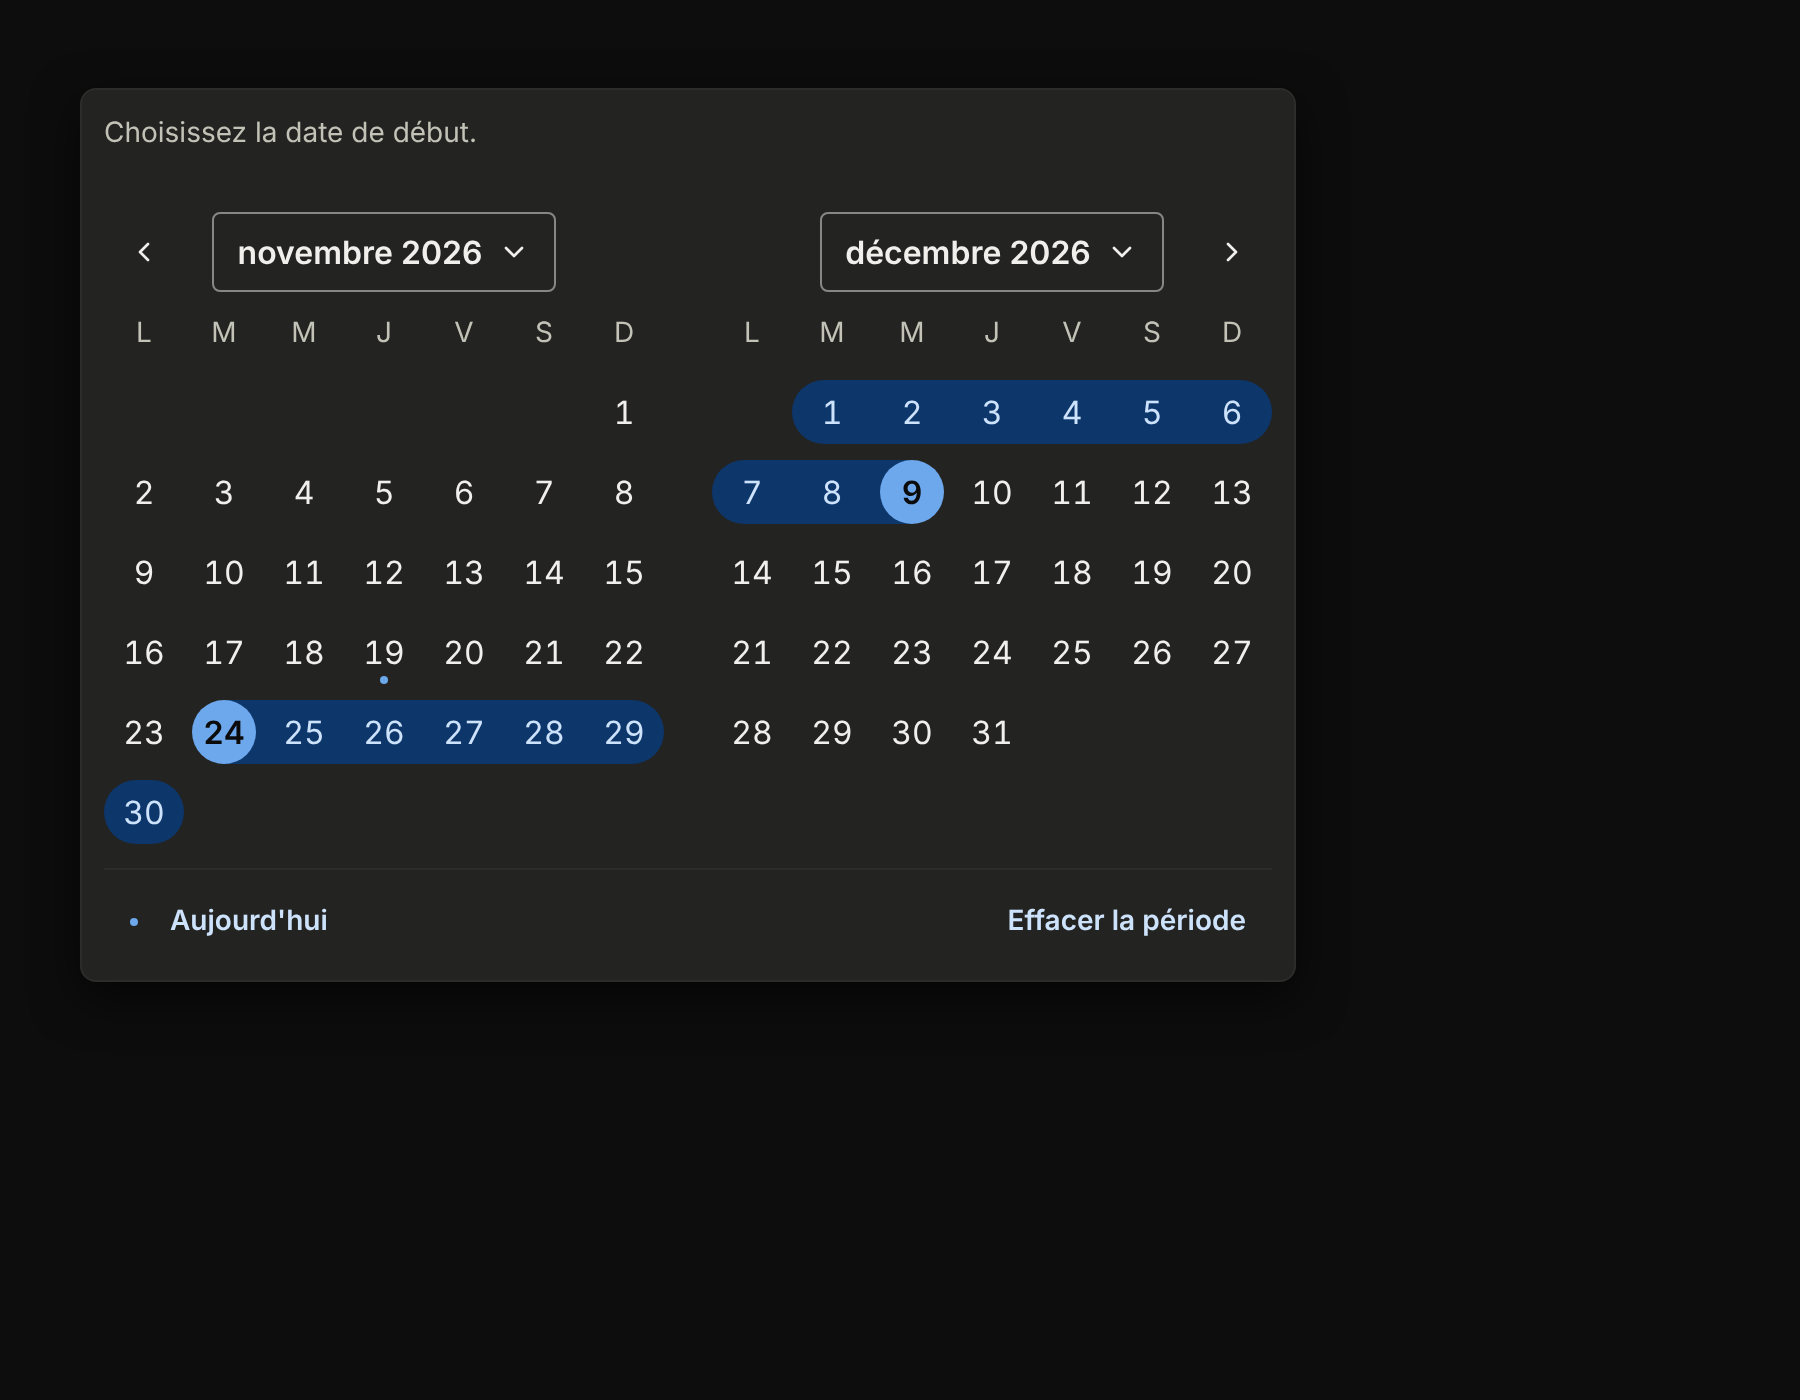 Choisissez la date de début.
novembre 2026
L M M J V S D
1
2 3 4 5 6 7 8
9 10 11 12 13 14 15
16 17 18 19 20 21 22
23 24 25 26 27 28 29
30
décembre 2026
L M M J V S D
1 2 3 4 5 6
7 8 9 10 11 12 13
14 15 16 17 18 19 20
21 22 23 24 25 26 27
28 29 30 31
Aujourd'hui
Effacer la période